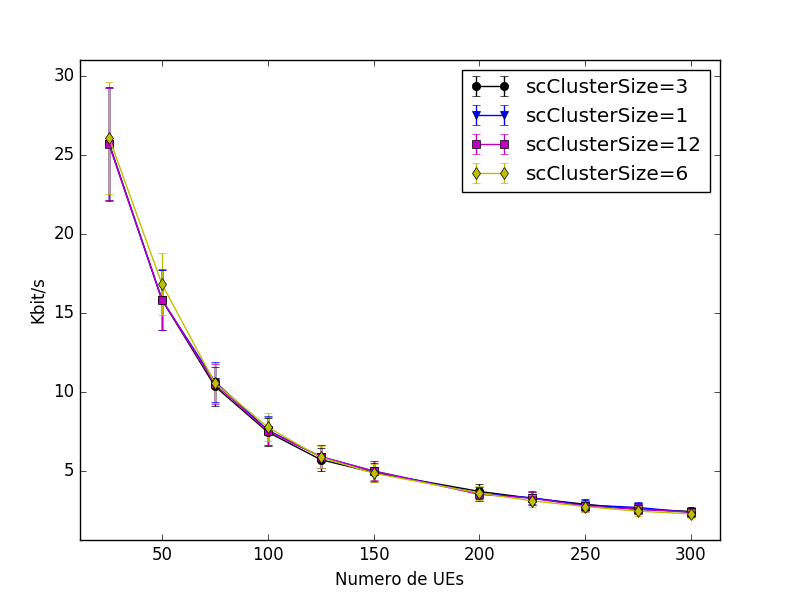 30
25
20
15
10
5
Kbit/s
scClusterSize=3
scClusterSize=1
scClusterSize=12
scClusterSize=6
50 100 150 200 250 300
Numero de UEs